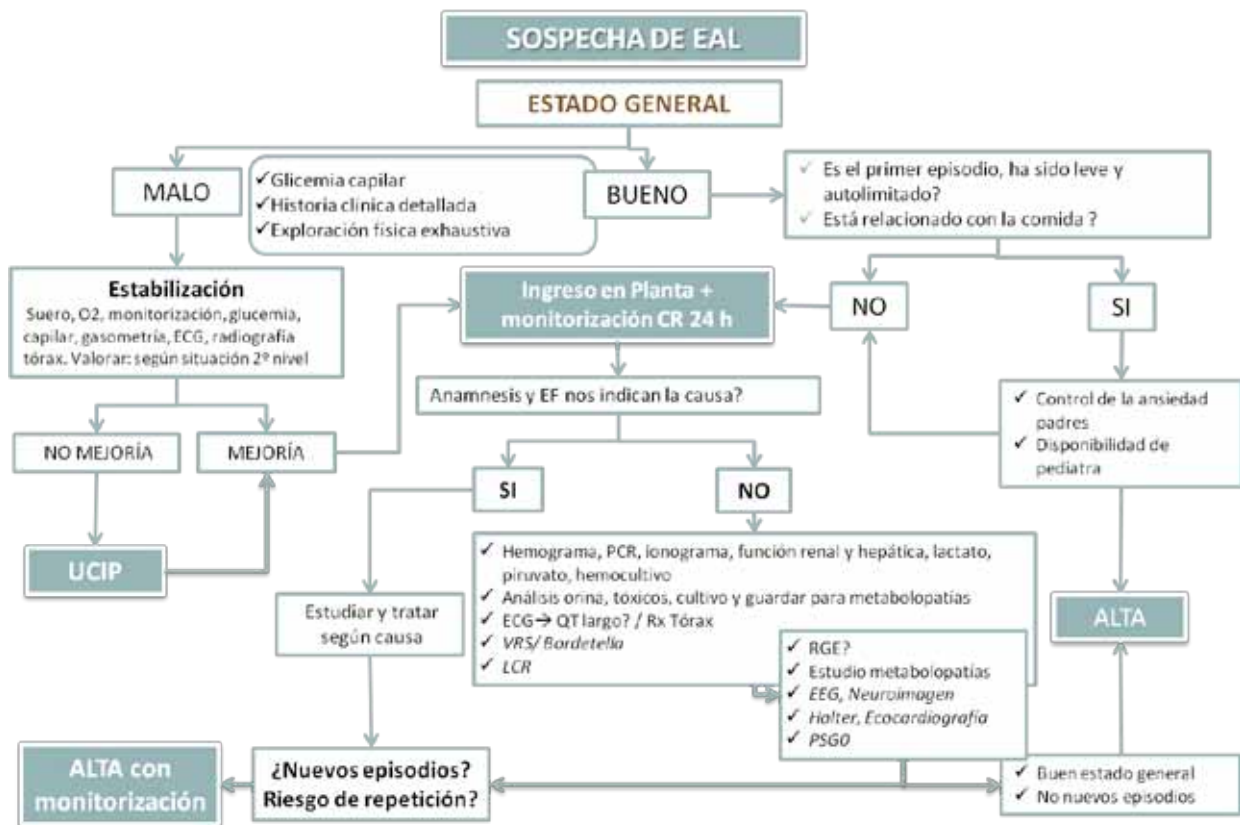 SOSPECHA DE EAL
ESTADO GENERAL
MALO
✓Glicemia capilar
✓Historia clínica detallada
✓Exploración física exhaustiva
BUENO
✓ Es el primer episodio, ha sido leve y
autolimitado?
✓ Está relacionado con la comida ?
Estabilización
Suero, O2, monitorización, glucemia,
capilar, gasometría, ECG, radiografía
tórax. Valorar: según situación 2º nivel
Ingreso en Planta +
monitorización CR 24 h
NO
SI
Anamnesis y EF nos indican la causa?
✓ Control de la ansiedad
padres
✓ Disponibilidad de
pediatra
NO MEJORÍA
MEJORÍA
SI
NO
UCIP
Estudiar y tratar
según causa
✓ Hemograma, PCR, ionograma, función renal y hepática, lactato,
piruvato, hemocultivo
✓ Análisis orina, tóxicos, cultivo y guardar para metabolopatías
✓ ECG→ QT largo? / Rx Tórax
✓ VRS/ Bordetella
✓ LCR
ALTA
✓ RGE?
✓ Estudio metabolopatías
✓ EEG, Neuroimagen
✓ Holter, Ecocardiografía
✓ PSG0
ALTA con
monitorización
¿Nuevos episodios?
Riesgo de repetición?
✓ Buen estado general
✓ No nuevos episodios